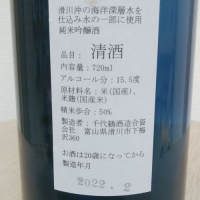 滑川沖の海洋深層水を
仕込み水の一部に使用
純米吟醸酒
品目: 清酒
内容量:720ml
アルコール分:15.5度
原材料名:米(国産)、
米麹(国産米)
精米歩合:50%
製造者:千代鶴酒造合資
会社 富山県滑川市下梅
沢360
お酒は20歳になってから
製造年月
2022. 2